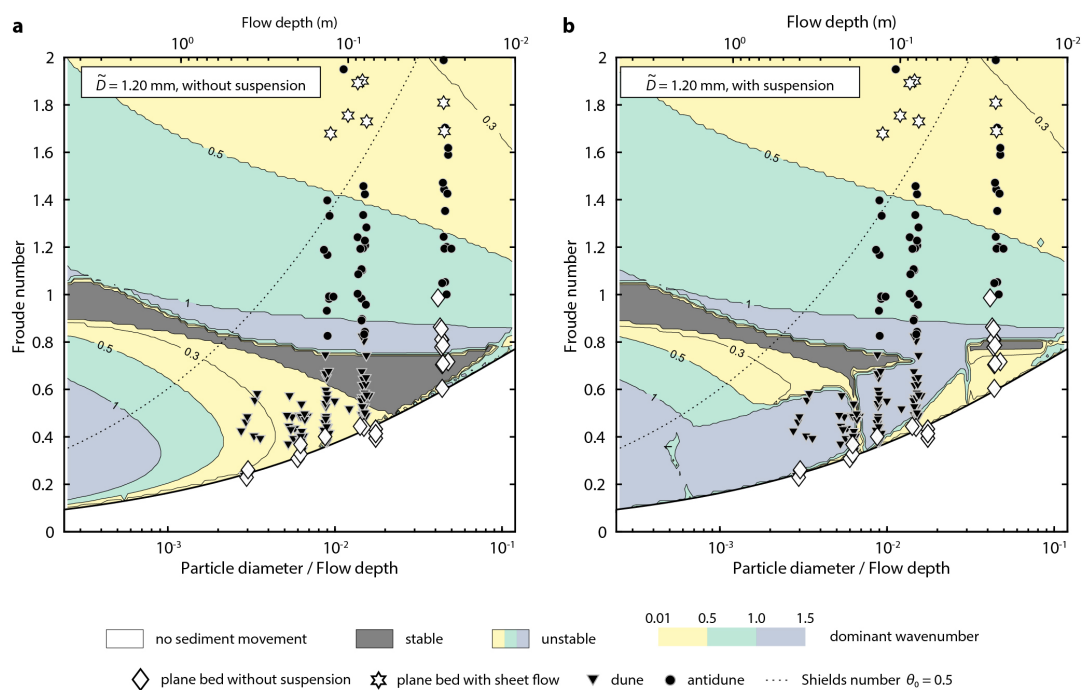 a
Flow depth (m)
10⁰ 10⁻¹ 10⁻²
D̃ = 1.20 mm, without suspension
2
1.8
1.6
1.4
1.2
1
0.8
0.6
0.4
0.2
0
Froude number
0.3
0.5
1
0.3
0.5
1
10⁻³ 10⁻² 10⁻¹
Particle diameter / Flow depth
b
Flow depth (m)
10⁰ 10⁻¹ 10⁻²
D̃ = 1.20 mm, with suspension
2
1.8
1.6
1.4
1.2
1
0.8
0.6
0.4
0.2
0
Froude number
0.3
0.5
1
0.3
0.5
1
10⁻³ 10⁻² 10⁻¹
Particle diameter / Flow depth
no sediment movement stable unstable
0.01 0.5 1.0 1.5
dominant wavenumber
plane bed without suspension plane bed with sheet flow dune antidune Shields number θ₀ = 0.5